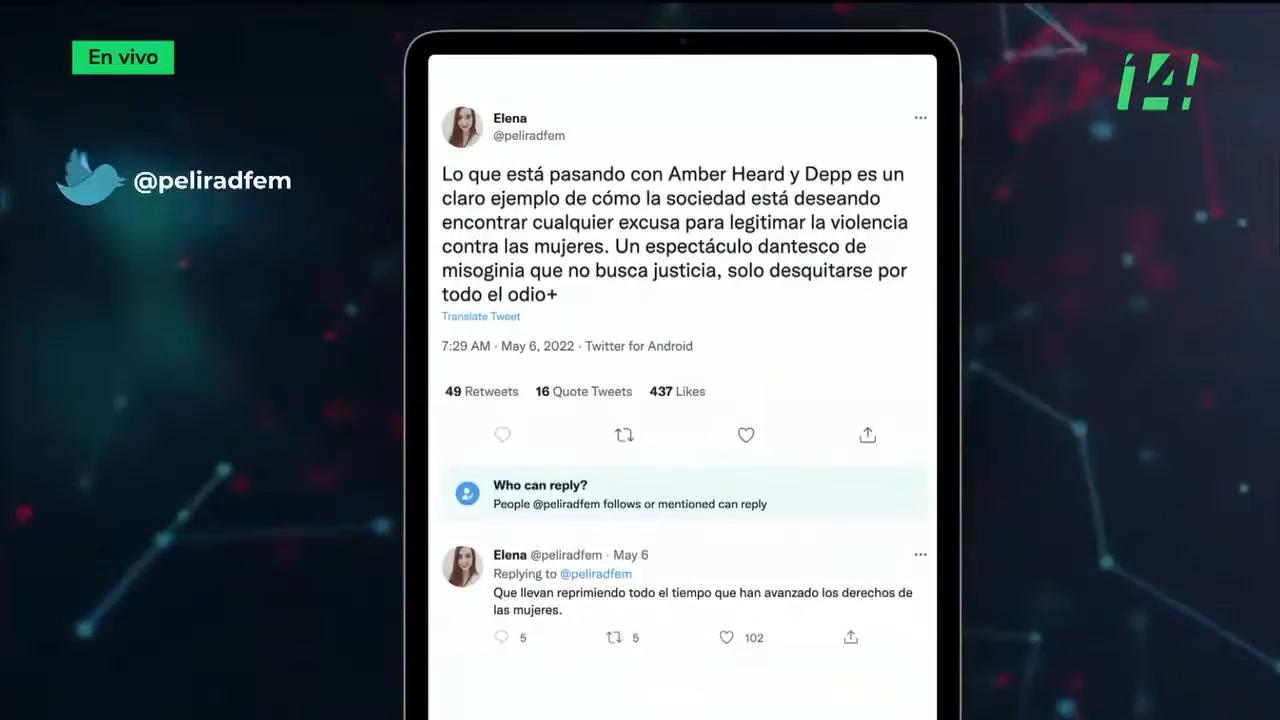 En vivo
14!
@peliradfem
Elena
@peliradfem
Lo que está pasando con Amber Heard y Depp es un
claro ejemplo de cómo la sociedad está deseando
encontrar cualquier excusa para legitimar la violencia
contra las mujeres. Un espectáculo dantesco de
misoginia que no busca justicia, solo desquitarse por
todo el odio+
Translate Tweet
7:29 AM · May 6, 2022 · Twitter for Android
49 Retweets 16 Quote Tweets 437 Likes
Who can reply?
People @peliradfem follows or mentioned can reply
Elena @peliradfem · May 6
Replying to @peliradfem
Que llevan reprimiendo todo el tiempo que han avanzado los derechos de
las mujeres.
5 5 102